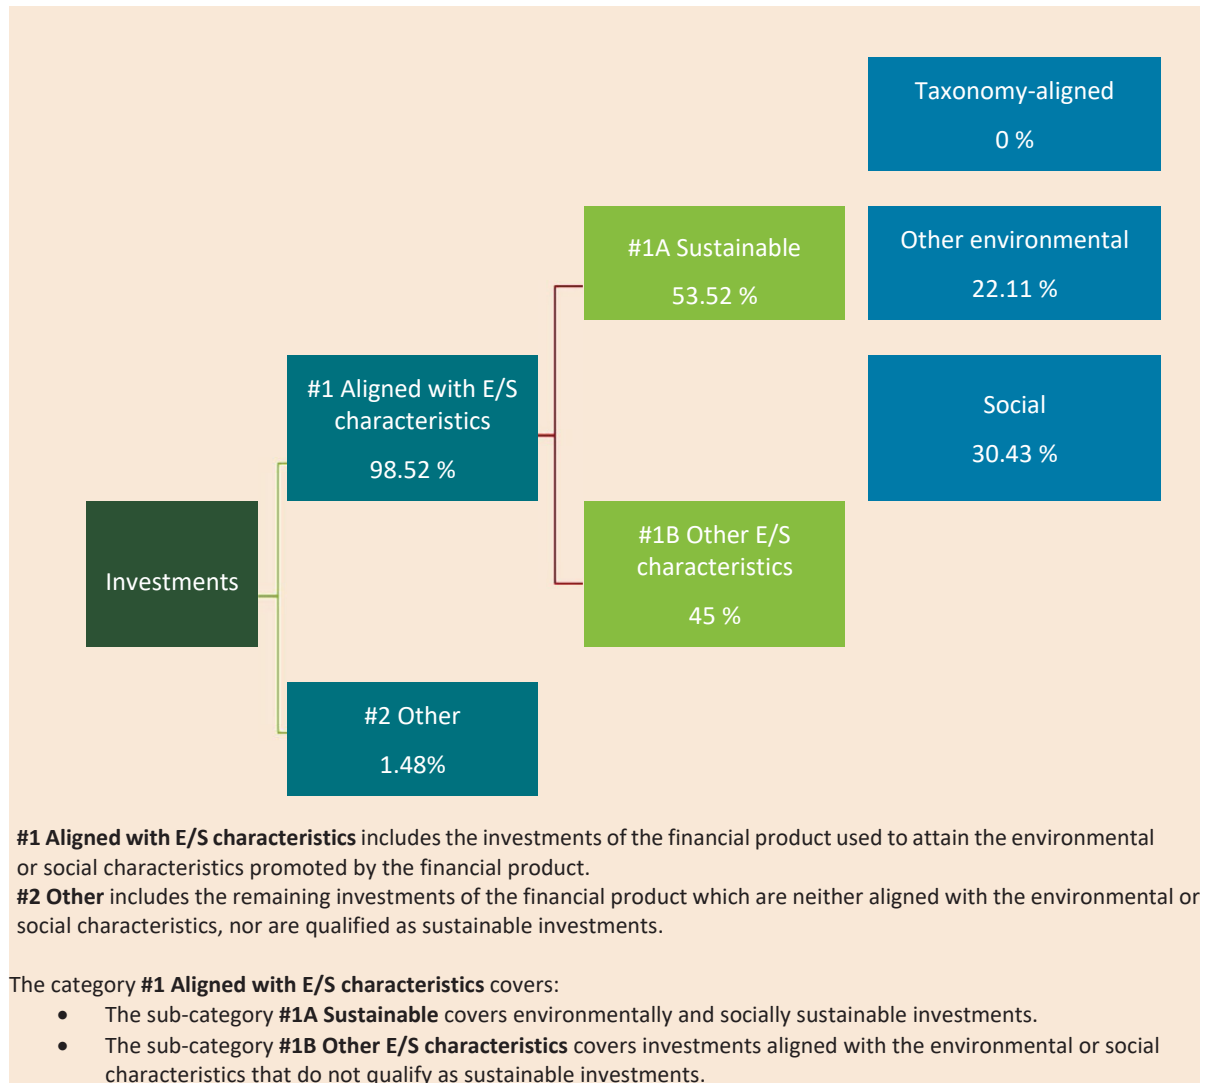 Taxonomy-aligned
0 %
#1A Sustainable
53.52 %
Other environmental
22.11 %
#1 Aligned with E/S
characteristics
98.52 %
Social
30.43 %
Investments
#1B Other E/S
characteristics
45 %
#2 Other
1.48%
#1 Aligned with E/S characteristics includes the investments of the financial product used to attain the environmental
or social characteristics promoted by the financial product.
#2 Other includes the remaining investments of the financial product which are neither aligned with the environmental or
social characteristics, nor are qualified as sustainable investments.
The category #1 Aligned with E/S characteristics covers:
• The sub-category #1A Sustainable covers environmentally and socially sustainable investments.
• The sub-category #1B Other E/S characteristics covers investments aligned with the environmental or social
characteristics that do not qualify as sustainable investments.